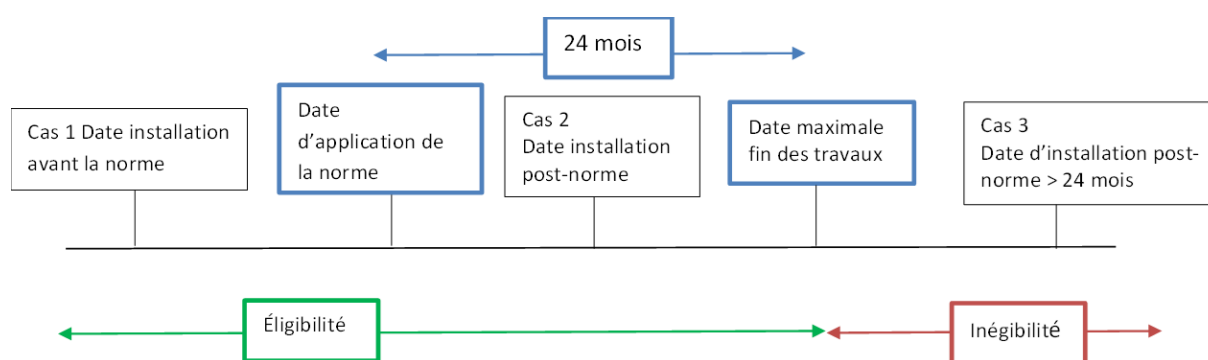 24 mois
Cas 1 Date installation
avant la norme
Date
d’application de
la norme
Cas 2
Date installation
post-norme
Date maximale
fin des travaux
Cas 3
Date d’installation post-
norme > 24 mois
Éligibilité
Inégibilité